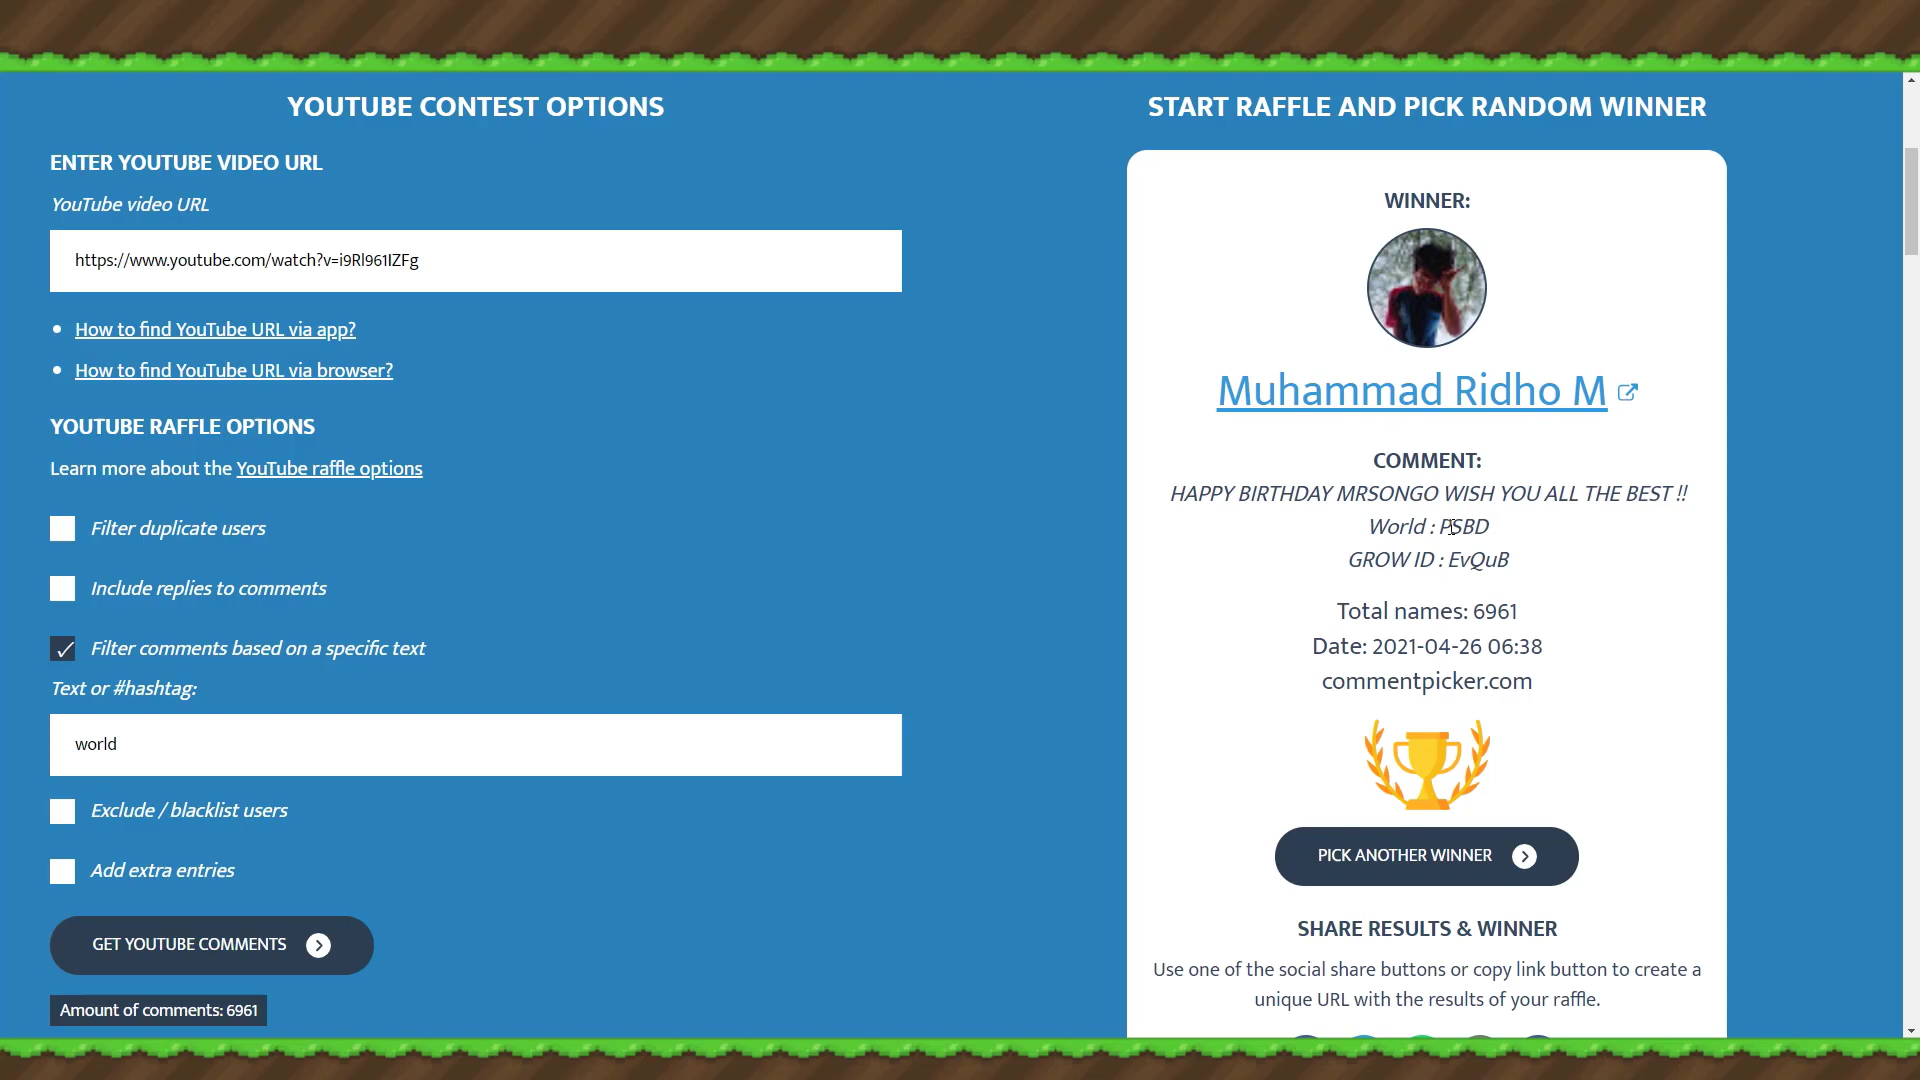 YOUTUBE CONTEST OPTIONS
ENTER YOUTUBE VIDEO URL
YouTube video URL
https://www.youtube.com/watch?v=i9Rl961IZFg
How to find YouTube URL via app?
How to find YouTube URL via browser?
YOUTUBE RAFFLE OPTIONS
Learn more about the YouTube raffle options
Filter duplicate users
Include replies to comments
Filter comments based on a specific text
Text or #hashtag:
world
Exclude / blacklist users
Add extra entries
GET YOUTUBE COMMENTS
Amount of comments: 6961
START RAFFLE AND PICK RANDOM WINNER
WINNER:
Muhammad Ridho M
COMMENT:
HAPPY BIRTHDAY MRSONGO WISH YOU ALL THE BEST !!
World : PSBD
GROW ID : EvQuB
Total names: 6961
Date: 2021-04-26 06:38
commentpicker.com
PICK ANOTHER WINNER
SHARE RESULTS & WINNER
Use one of the social share buttons or copy link button to create a
unique URL with the results of your raffle.